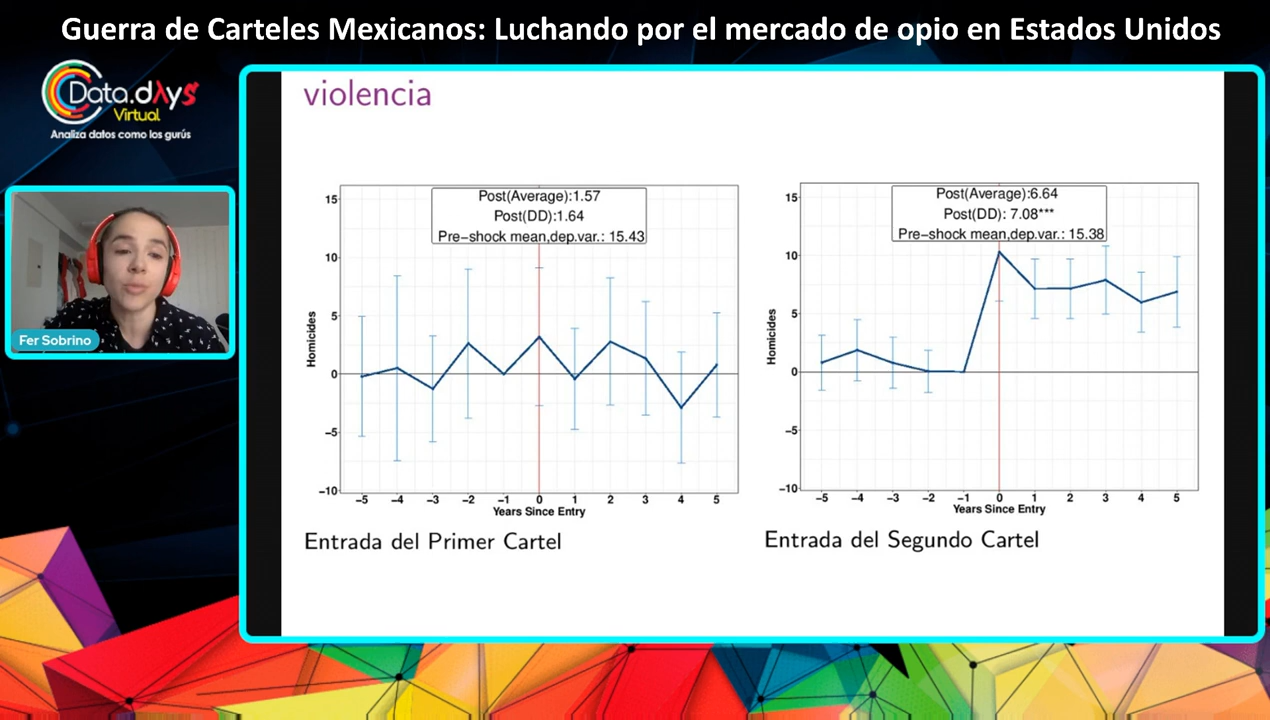 Guerra de Carteles Mexicanos: Luchando por el mercado de opio en Estados Unidos
Data.dλys
Virtual
Analiza datos como los gurús
Fer Sobrino
violencia
Post(Average):1.57
Post(DD):1.64
Pre−shock mean,dep.var.: 15.43
15
10
5
0
−5
−10
Homicides
−5 −4 −3 −2 −1 0 1 2 3 4 5
Years Since Entry
Entrada del Primer Cartel
Post(Average):6.64
Post(DD): 7.08***
Pre−shock mean,dep.var.: 15.38
15
10
5
0
−5
−10
Homicides
−5 −4 −3 −2 −1 0 1 2 3 4 5
Years Since Entry
Entrada del Segundo Cartel